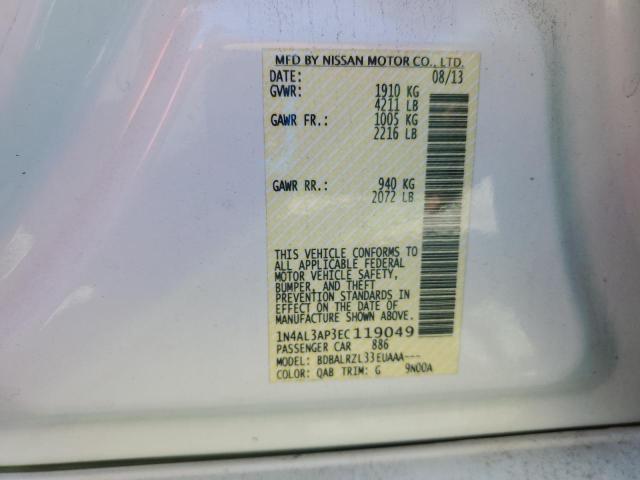 MFD BY NISSAN MOTOR CO., LTD.
DATE: 08/13
GVWR: 1910 KG
4211 LB
GAWR FR.: 1005 KG
2216 LB
GAWR RR.: 940 KG
2072 LB
THIS VEHICLE CONFORMS TO
ALL APPLICABLE FEDERAL
MOTOR VEHICLE SAFETY,
BUMPER, AND THEFT
PREVENTION STANDARDS IN
EFFECT ON THE DATE OF
MANUFACTURE SHOWN ABOVE.
1N4AL3AP3EC119049
PASSENGER CAR 886
MODEL: BDBALRZL33EUAAA---
COLOR: QAB TRIM: G 9N00A